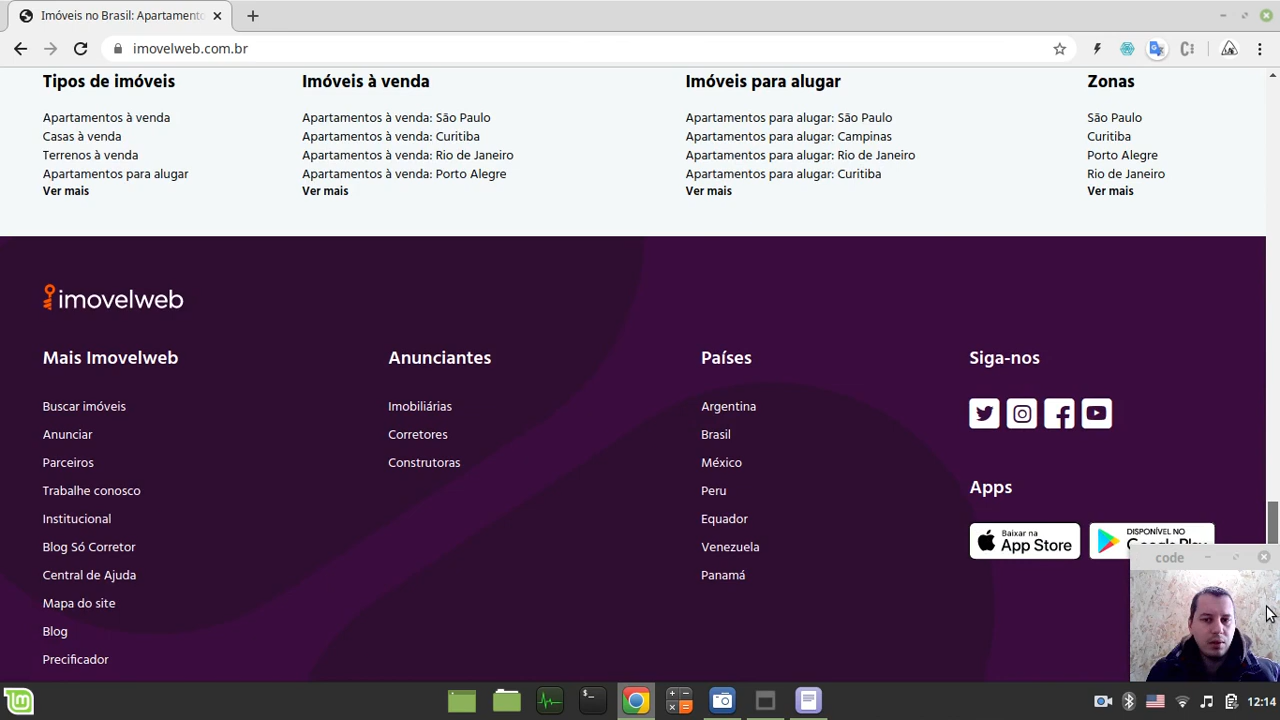 Imóveis no Brasil: Apartamento
imovelweb.com.br
Tipos de imóveis
Apartamentos à venda
Casas à venda
Terrenos à venda
Apartamentos para alugar
Ver mais
Imóveis à venda
Apartamentos à venda: São Paulo
Apartamentos à venda: Curitiba
Apartamentos à venda: Rio de Janeiro
Apartamentos à venda: Porto Alegre
Ver mais
Imóveis para alugar
Apartamentos para alugar: São Paulo
Apartamentos para alugar: Campinas
Apartamentos para alugar: Rio de Janeiro
Apartamentos para alugar: Curitiba
Ver mais
Zonas
São Paulo
Curitiba
Porto Alegre
Rio de Janeiro
Ver mais
imovelweb
Mais Imovelweb
Buscar imóveis
Anunciar
Parceiros
Trabalhe conosco
Institucional
Blog Só Corretor
Central de Ajuda
Mapa do site
Blog
Precificador
Anunciantes
Imobiliárias
Corretores
Construtoras
Países
Argentina
Brasil
México
Peru
Equador
Venezuela
Panamá
Siga-nos
Apps
Baixar na
App Store
DISPONÍVEL NO
Google Play
code
12:14